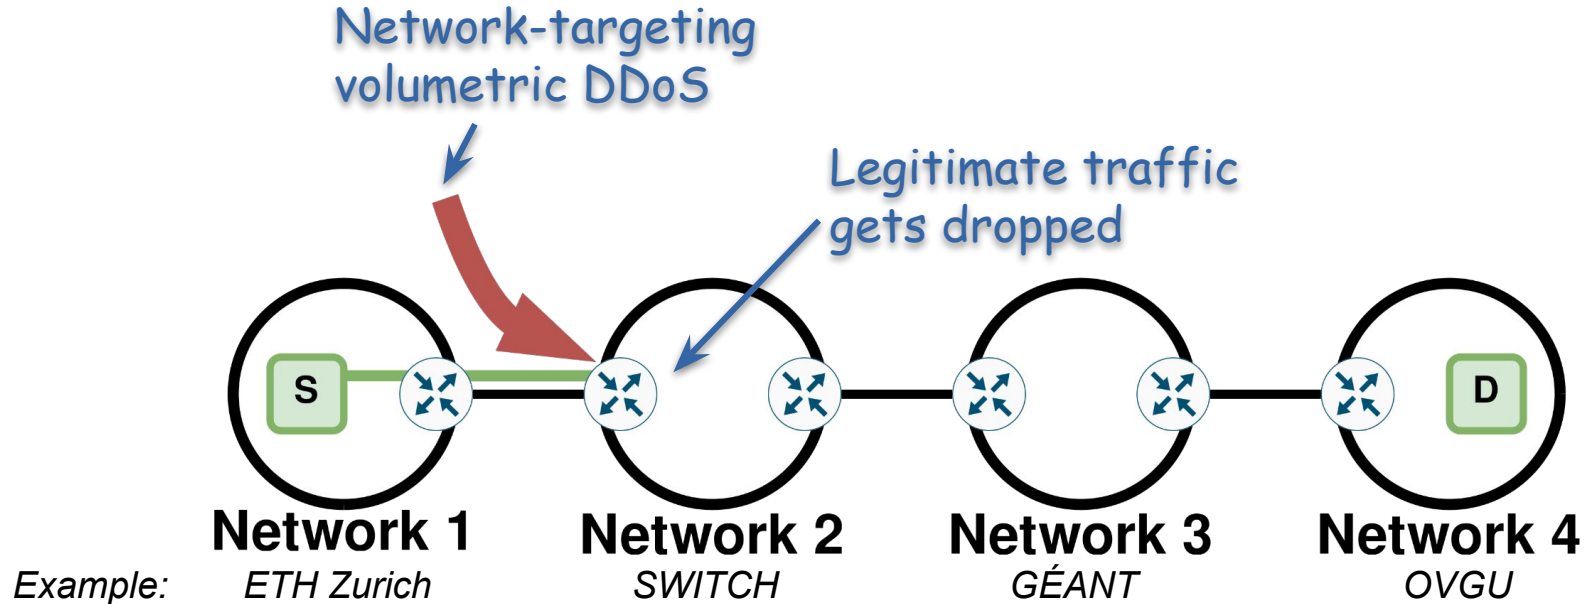 Network-targeting
volumetric DDoS
Legitimate traffic
gets dropped
S
D
Network 1
Network 2
Network 3
Network 4
Example:
ETH Zurich
SWITCH
GÉANT
OVGU